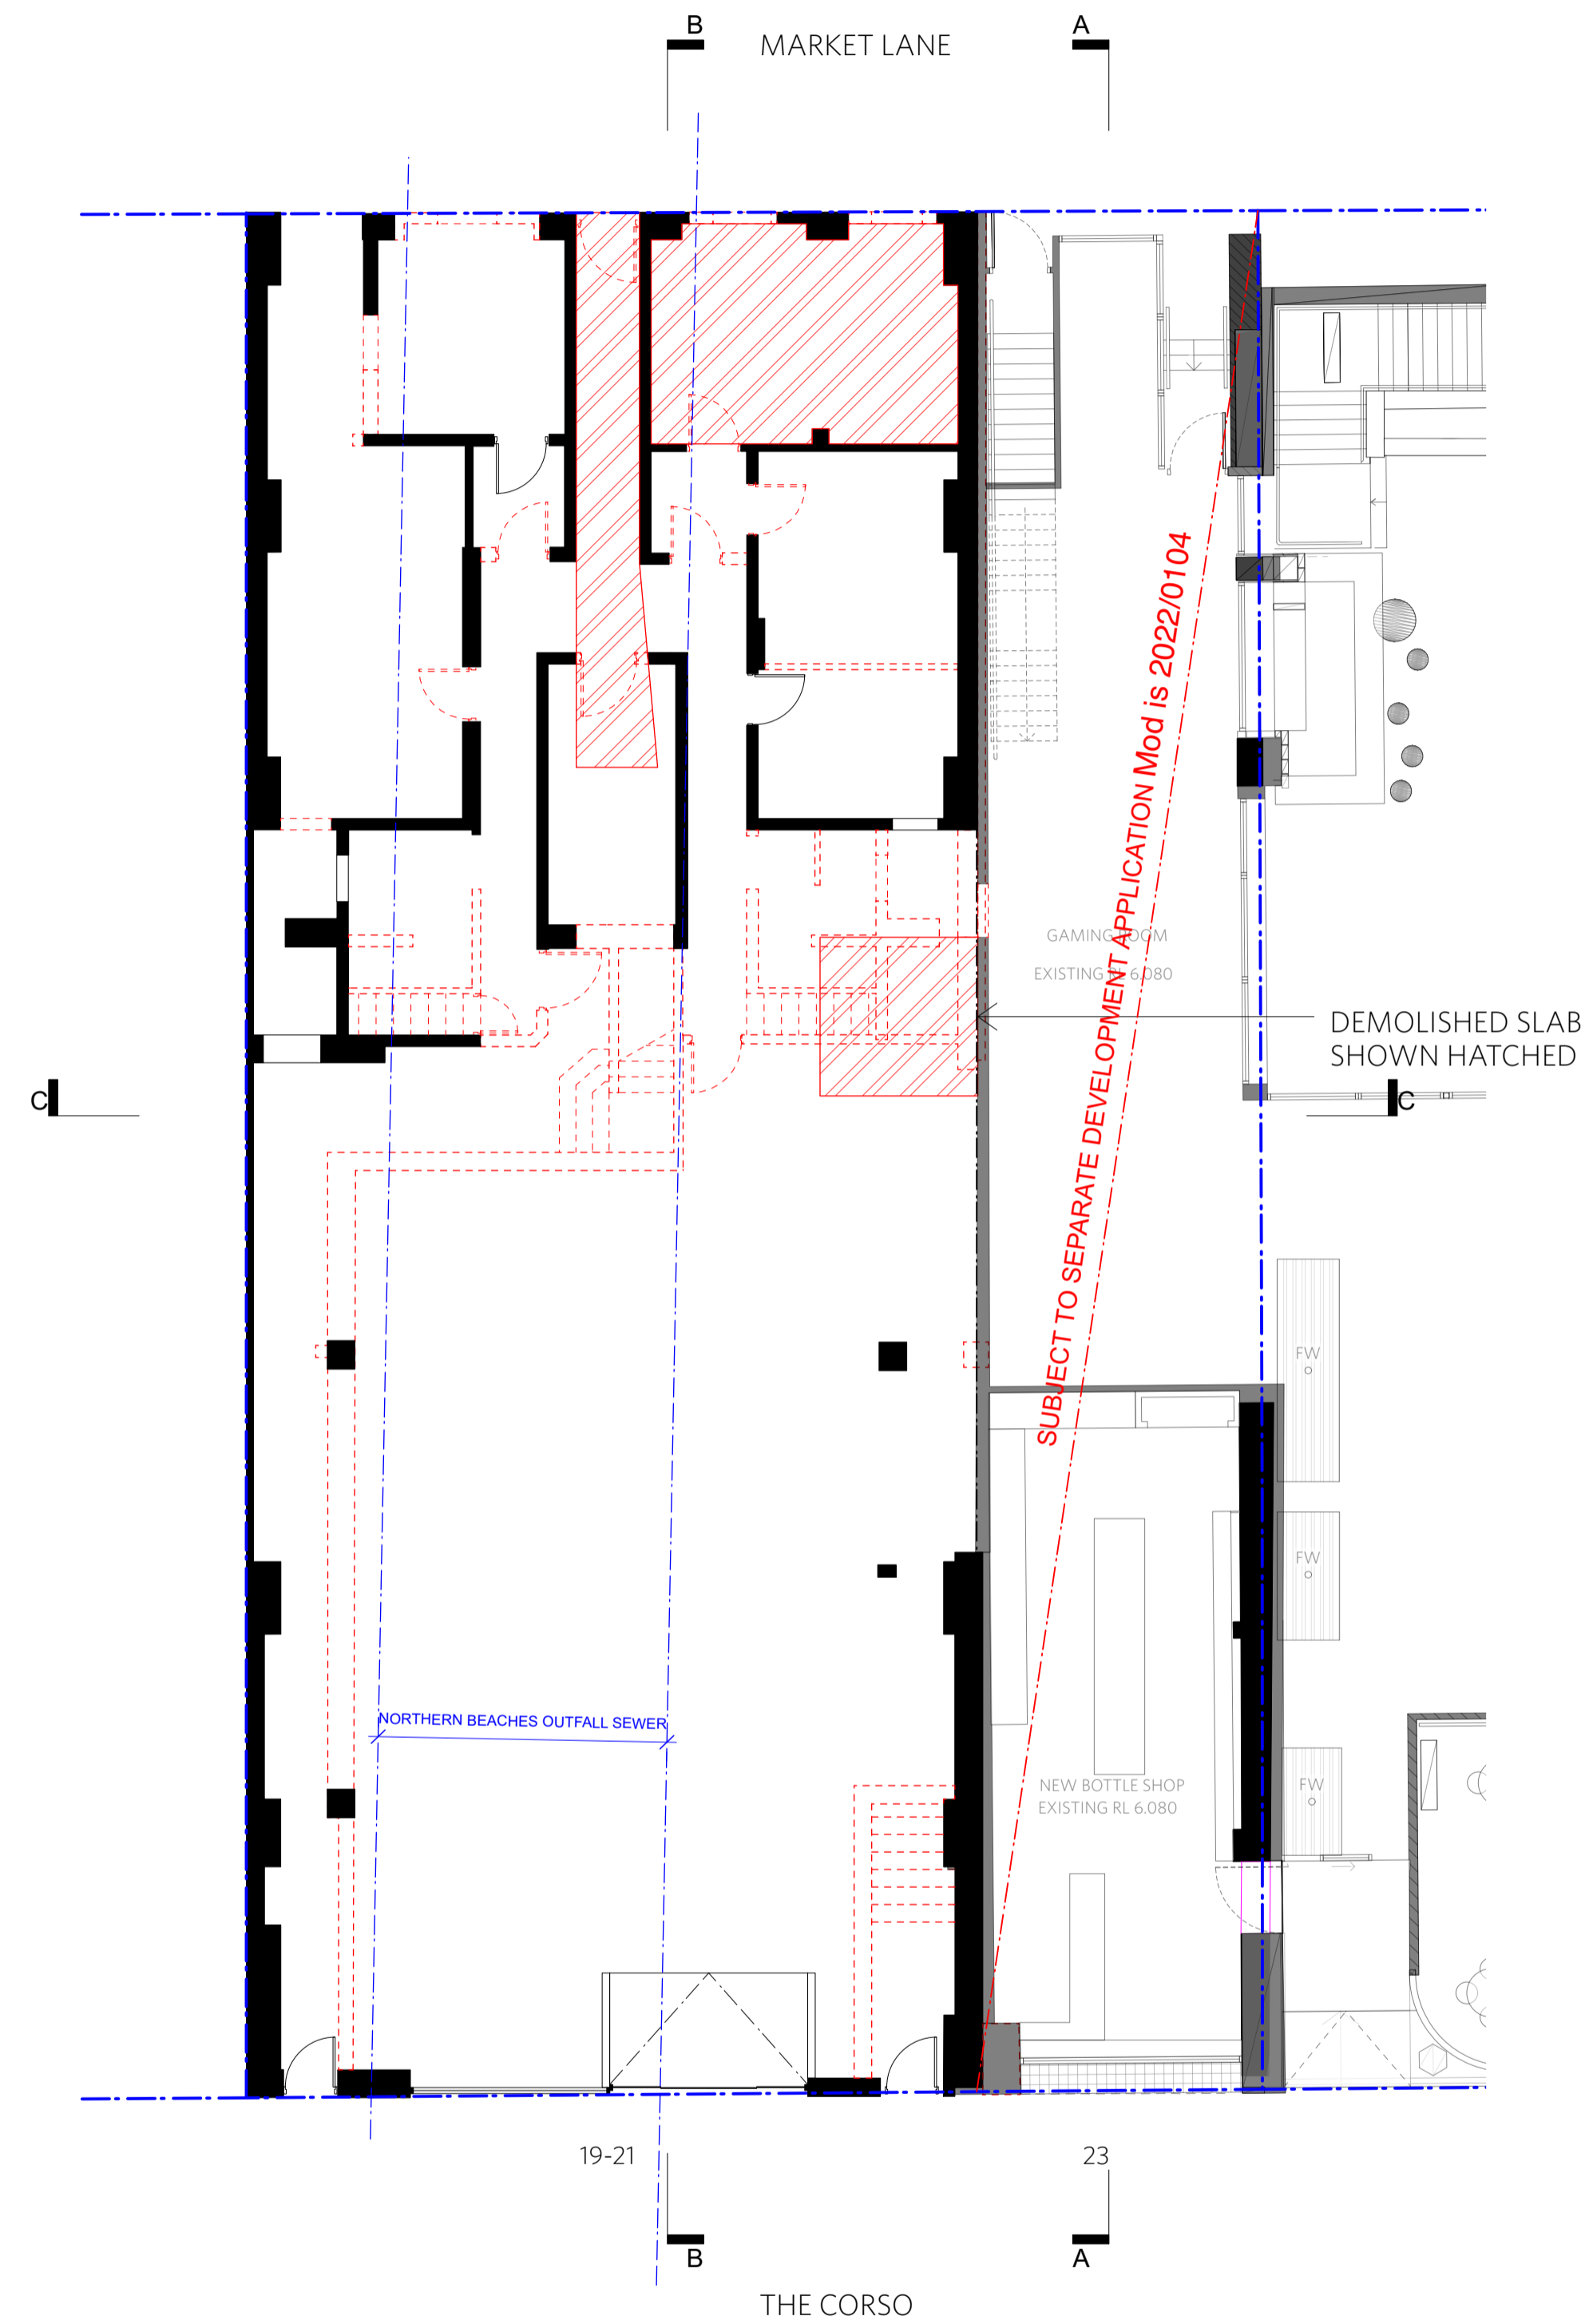 B
A
MARKET LANE
SUBJECT TO SEPARATE DEVELOPMENT APPLICATION Mod is 2022/0104
GAMING ROOM
EXISTING RL 6.080
DEMOLISHED SLAB
SHOWN HATCHED
C
C
FW
FW
NORTHERN BEACHES OUTFALL SEWER
NEW BOTTLE SHOP
EXISTING RL 6.080
FW
19-21
23
B
A
THE CORSO